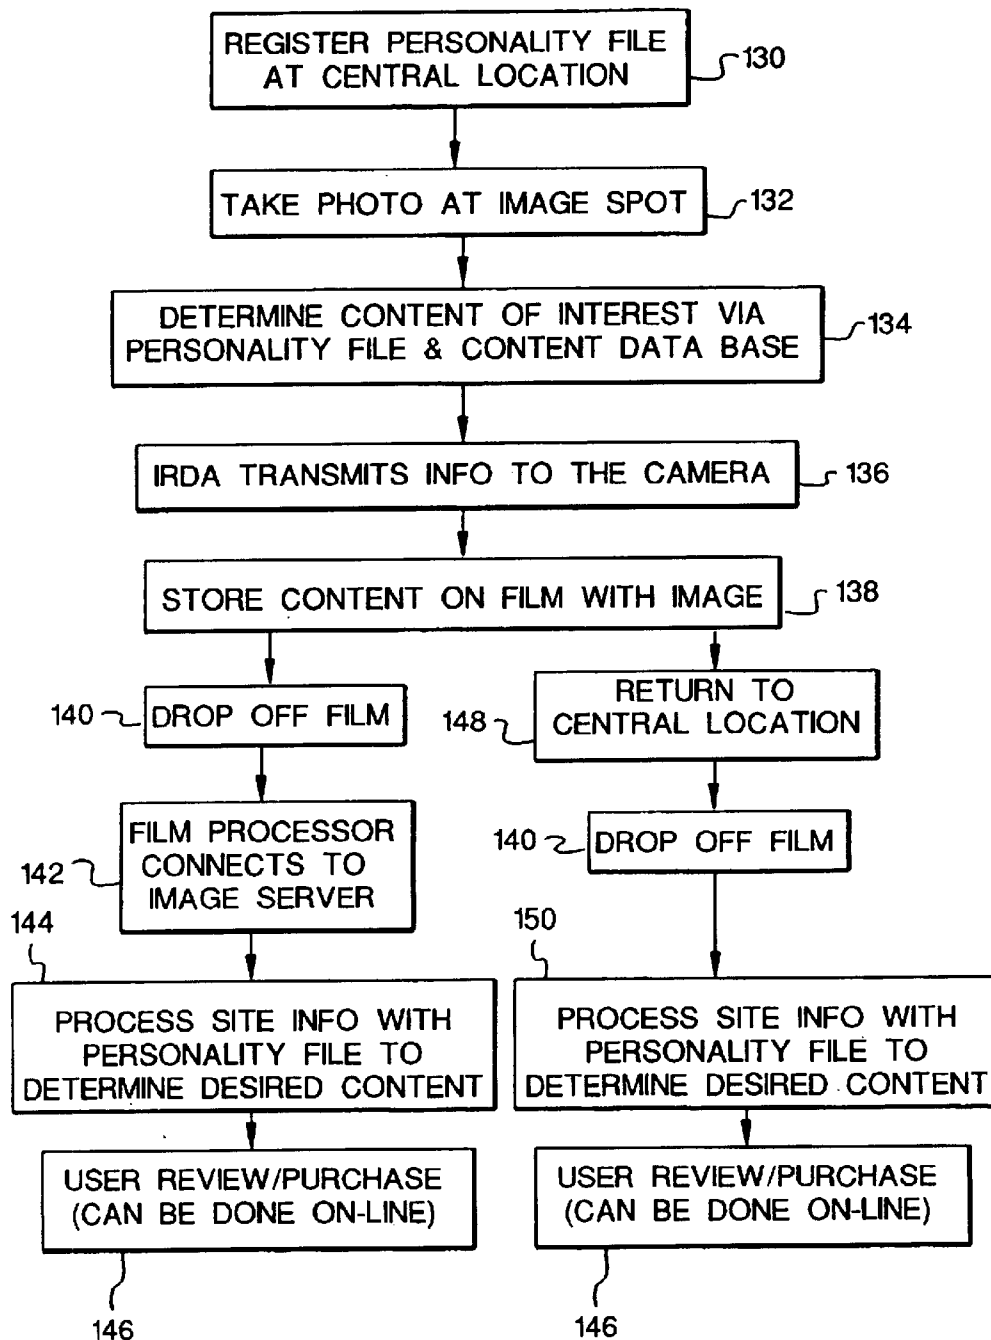 REGISTER PERSONALITY FILE
AT CENTRAL LOCATION
130
TAKE PHOTO AT IMAGE SPOT
132
DETERMINE CONTENT OF INTEREST VIA
PERSONALITY FILE & CONTENT DATA BASE
134
IRDA TRANSMITS INFO TO THE CAMERA
136
STORE CONTENT ON FILM WITH IMAGE
138
140
DROP OFF FILM
142
FILM PROCESSOR
CONNECTS TO
IMAGE SERVER
144
PROCESS SITE INFO WITH
PERSONALITY FILE TO
DETERMINE DESIRED CONTENT
USER REVIEW/PURCHASE
(CAN BE DONE ON-LINE)
146
148
RETURN TO
CENTRAL LOCATION
140
DROP OFF FILM
150
PROCESS SITE INFO WITH
PERSONALITY FILE TO
DETERMINE DESIRED CONTENT
USER REVIEW/PURCHASE
(CAN BE DONE ON-LINE)
146